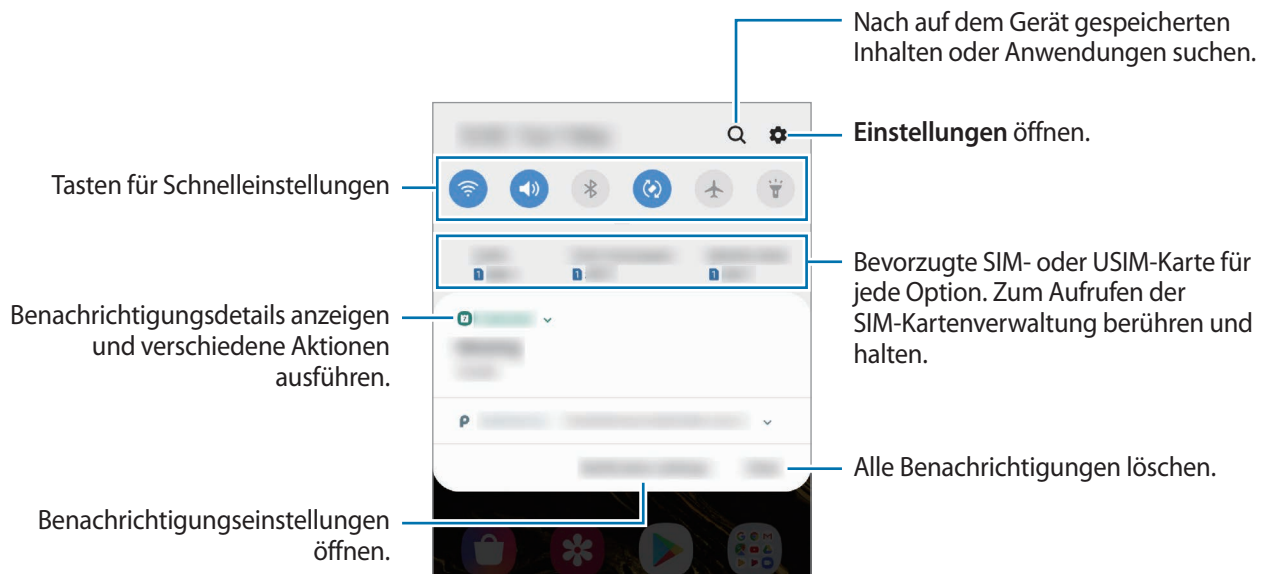 Nach auf dem Gerät gespeicherten
Inhalten oder Anwendungen suchen.
Einstellungen öffnen.
Tasten für Schnelleinstellungen
Bevorzugte SIM- oder USIM-Karte für
jede Option. Zum Aufrufen der
SIM-Kartenverwaltung berühren und
halten.
Benachrichtigungsdetails anzeigen
und verschiedene Aktionen
ausführen.
Alle Benachrichtigungen löschen.
Benachrichtigungseinstellungen
öffnen.